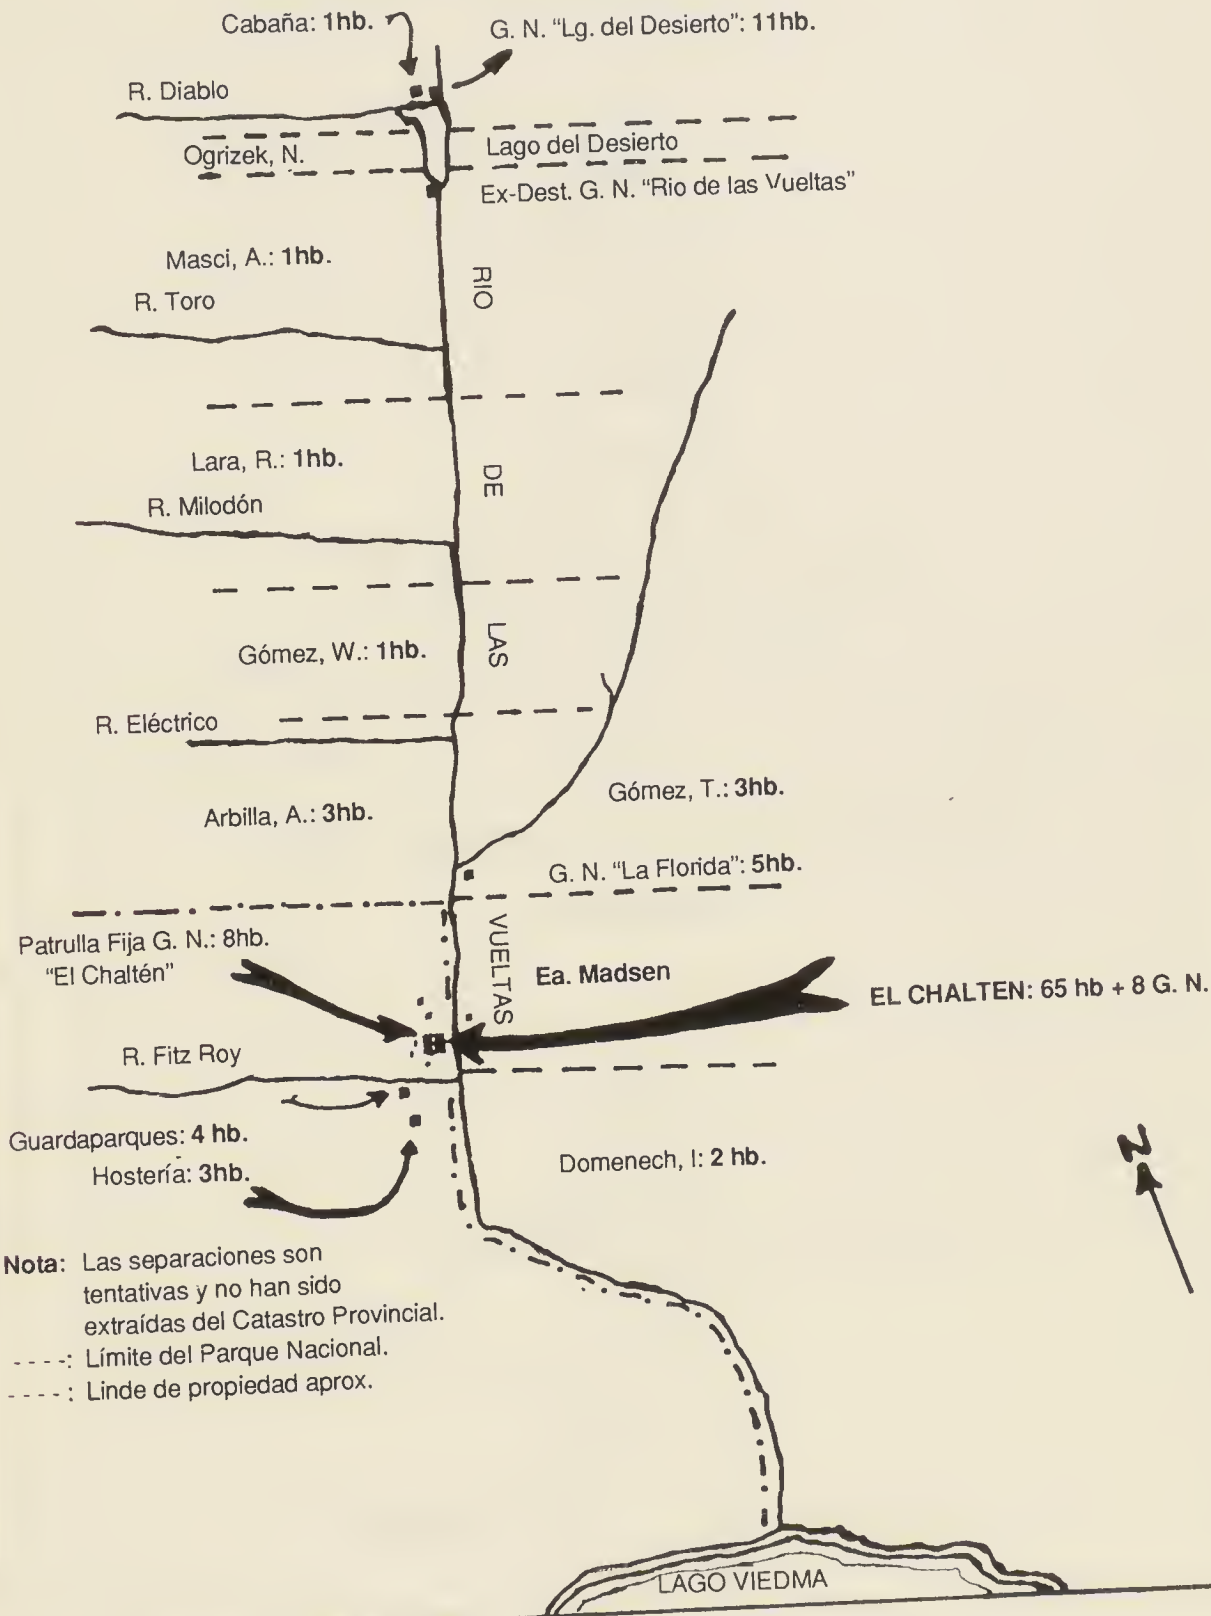 Cabaña: 1hb.
G. N. "Lg. del Desierto": 11hb.
R. Diablo
Ogrizek, N.
Lago del Desierto
Ex-Dest. G. N. "Rio de las Vueltas"
Masci, A.: 1hb.
RIO
R. Toro
Lara, R.: 1hb.
DE
R. Milodón
LAS
Gómez, W.: 1hb.
R. Eléctrico
Gómez, T.: 3hb.
Arbilla, A.: 3hb.
G. N. "La Florida": 5hb.
VUELTAS
Patrulla Fija G. N.: 8hb.
"El Chaltén"
Ea. Madsen
EL CHALTEN: 65 hb + 8 G. N.
R. Fitz Roy
Guardaparques: 4 hb.
Hostería: 3hb.
Domenech, I: 2 hb.
N
Nota: Las separaciones son
tentativas y no han sido
extraídas del Catastro Provincial.
- - - -: Límite del Parque Nacional.
- - - - : Linde de propiedad aprox.
LAGO VIEDMA